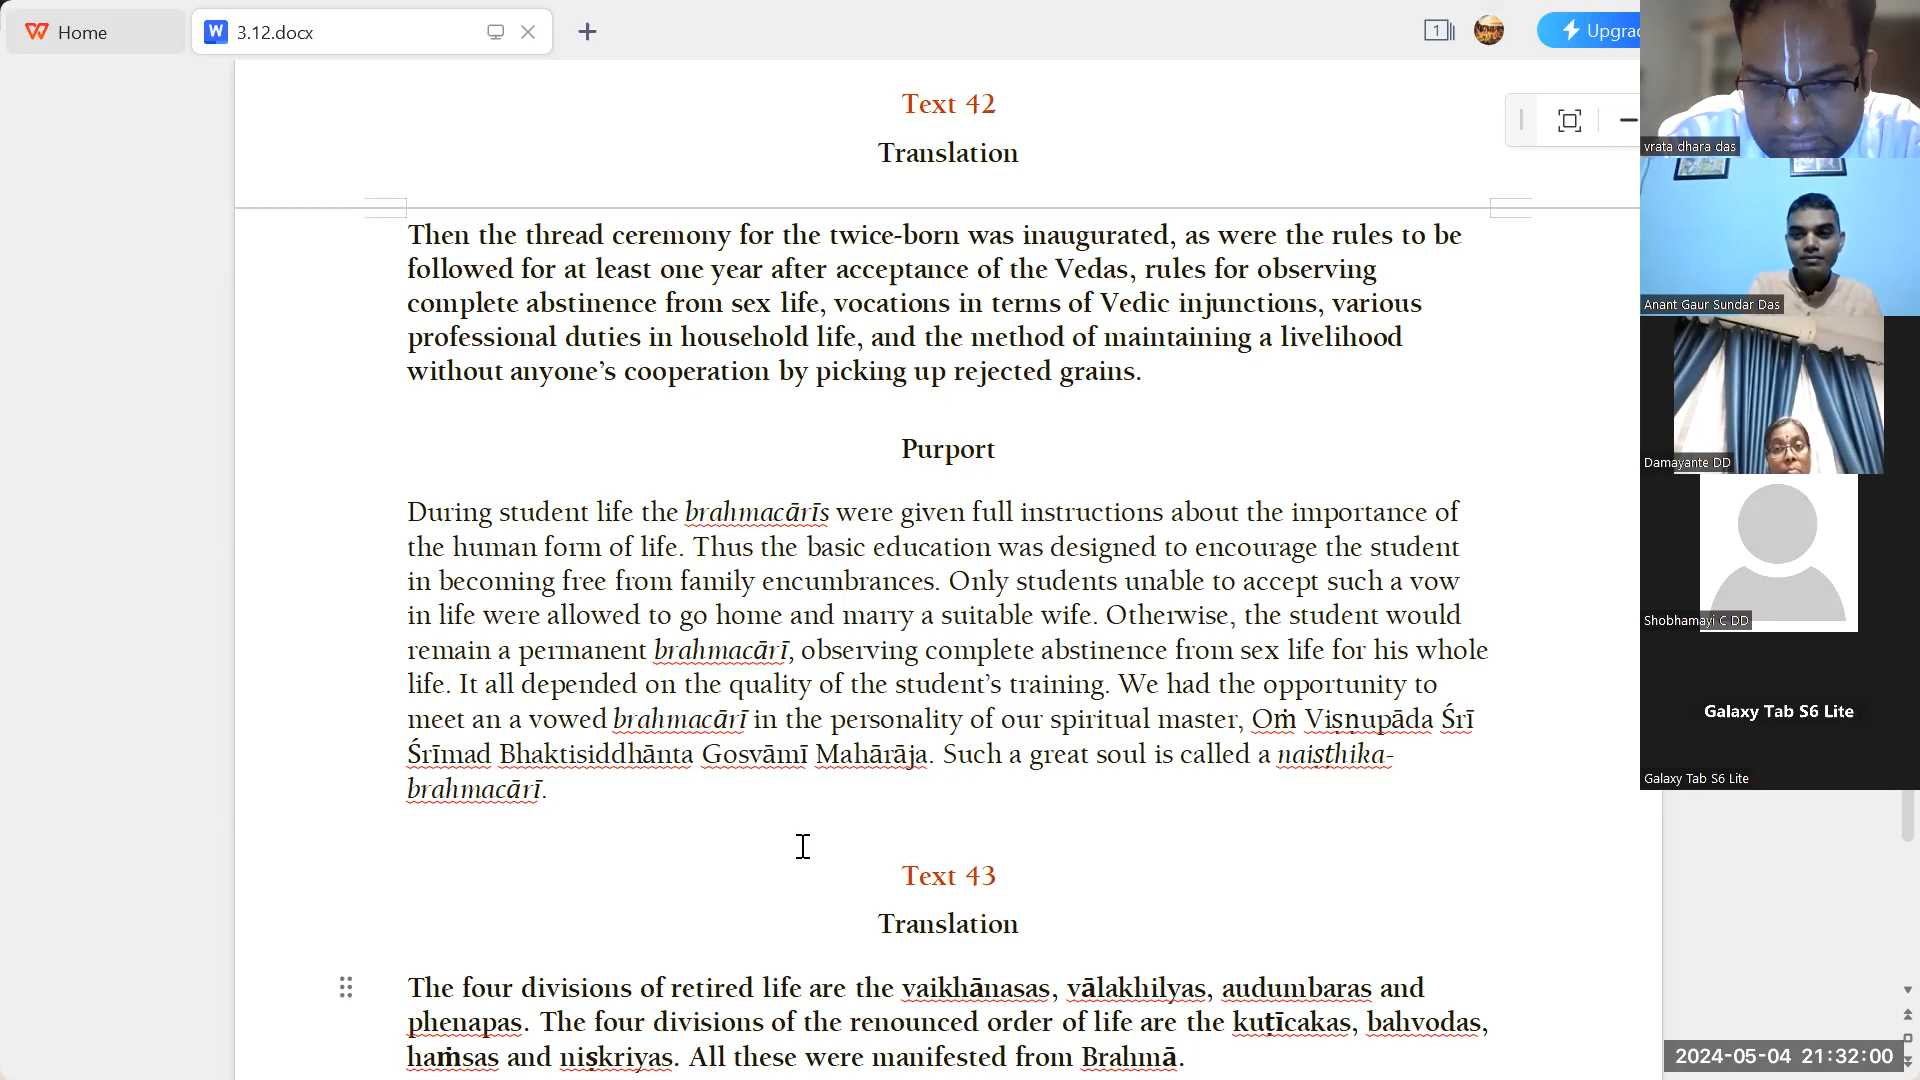 Home
3.12.docx
1
Upgrad
Text 42
Translation
Then the thread ceremony for the twice-born was inaugurated, as were the rules to be
followed for at least one year after acceptance of the Vedas, rules for observing
complete abstinence from sex life, vocations in terms of Vedic injunctions, various
professional duties in household life, and the method of maintaining a livelihood
without anyone’s cooperation by picking up rejected grains.
Purport
During student life the brahmacārīs were given full instructions about the importance of
the human form of life. Thus the basic education was designed to encourage the student
in becoming free from family encumbrances. Only students unable to accept such a vow
in life were allowed to go home and marry a suitable wife. Otherwise, the student would
remain a permanent brahmacārī, observing complete abstinence from sex life for his whole
life. It all depended on the quality of the student’s training. We had the opportunity to
meet an a vowed brahmacārī in the personality of our spiritual master, Oṁ Viṣṇupāda Śrī
Śrīmad Bhaktisiddhānta Gosvāmī Mahārāja. Such a great soul is called a naiṣṭhika-
brahmacārī.
Text 43
Translation
The four divisions of retired life are the vaikhānasas, vālakhilyas, audumbaras and
phenapas. The four divisions of the renounced order of life are the kuṭīcakas, bahvodas,
haṁsas and niṣkriyas. All these were manifested from Brahmā.
vrata dhara das
Anant Gaur Sundar Das
Damayante DD
Shobhamayi C DD
Galaxy Tab S6 Lite
Galaxy Tab S6 Lite
2024-05-04 21:32:00